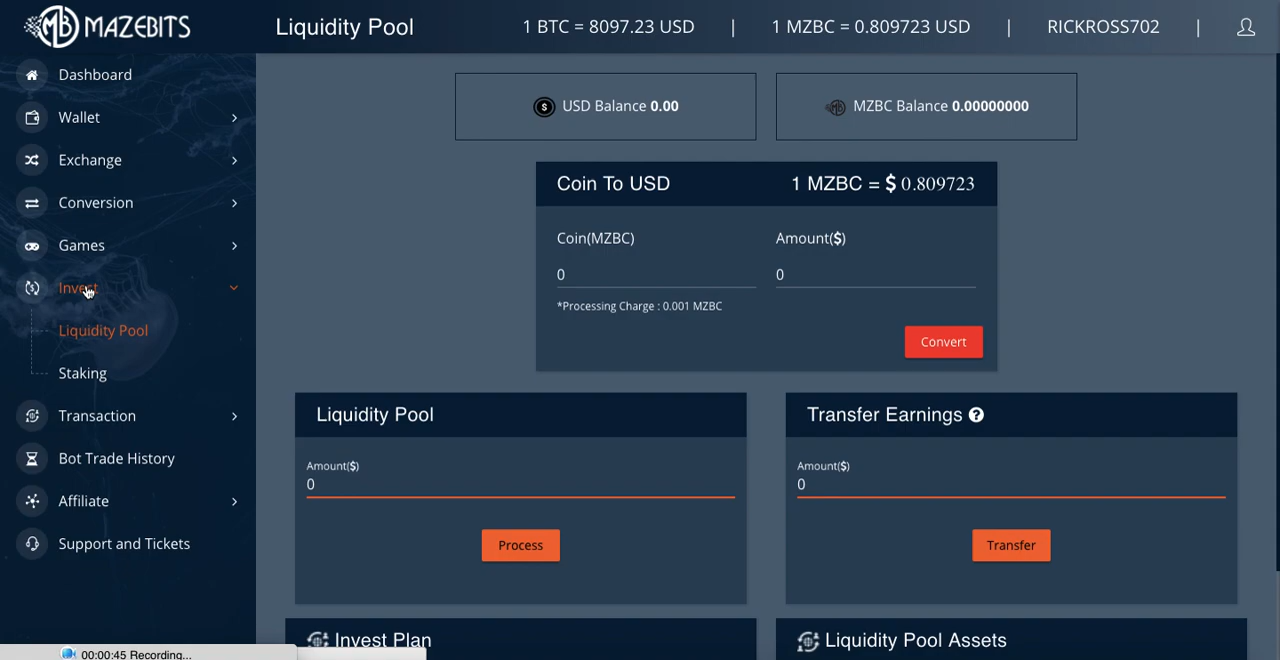 MB MAZEBITS
Liquidity Pool
1 BTC = 8097.23 USD | 1 MZBC = 0.809723 USD | RICKROSS702 |
Dashboard
Wallet
Exchange
Conversion
Games
Invest
Liquidity Pool
Staking
Transaction
Bot Trade History
Affiliate
Support and Tickets
USD Balance 0.00
MZBC Balance 0.00000000
Coin To USD
1 MZBC = $ 0.809723
Coin(MZBC)
Amount($)
0
0
*Processing Charge : 0.001 MZBC
Convert
Liquidity Pool
Amount($)
0
Process
Transfer Earnings ?
Amount($)
0
Transfer
Invest Plan
Liquidity Pool Assets
00:00:45 Recording...